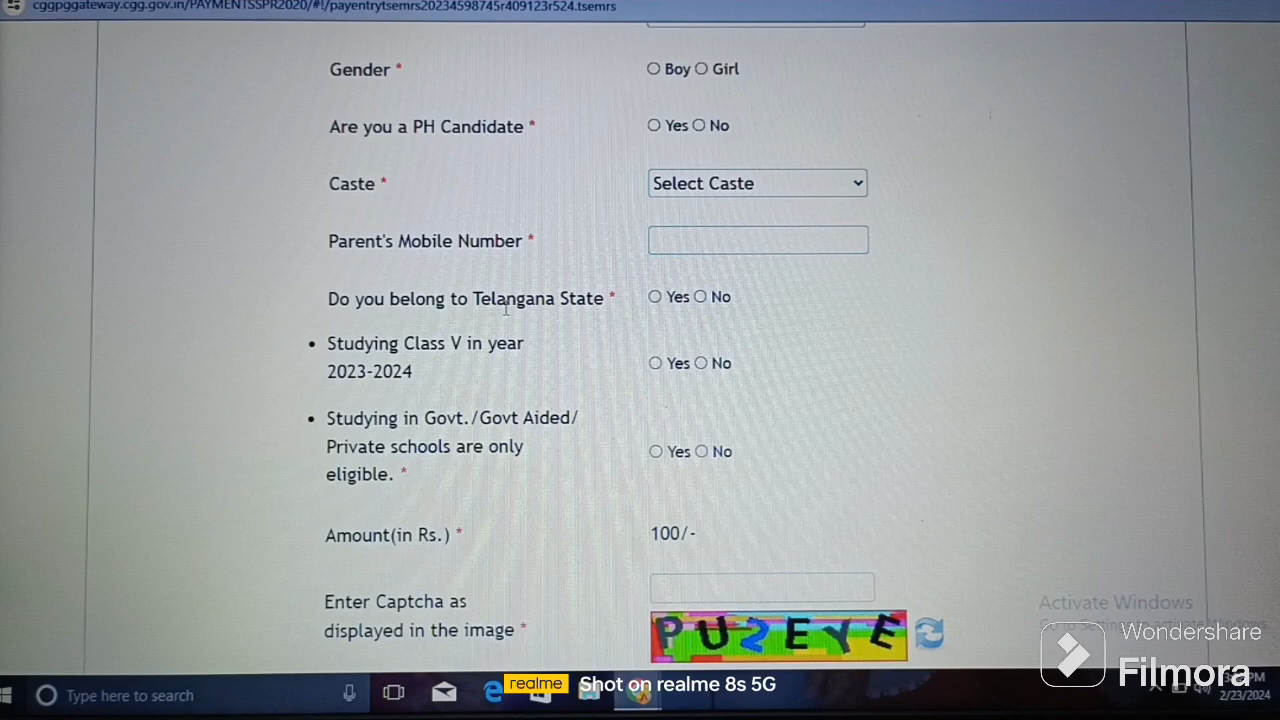 cggpggateway.cgg.gov.in/PAYMENTSSPR2020/#!/payentrytsemrs20234598745r409123r524.tsemrs
Gender * Boy Girl
Are you a PH Candidate * Yes No
Caste * Select Caste
Parent's Mobile Number *
Do you belong to Telangana State * Yes No
• Studying Class V in year
2023-2024
Yes No
• Studying in Govt./Govt Aided/
Private schools are only
eligible. *
Yes No
Amount(in Rs.) * 100/-
Enter Captcha as
displayed in the image *
PU2EYE
Activate Windows
Wondershare
Filmora
Type here to search
realme Shot on realme 8s 5G
PM
2/23/2024